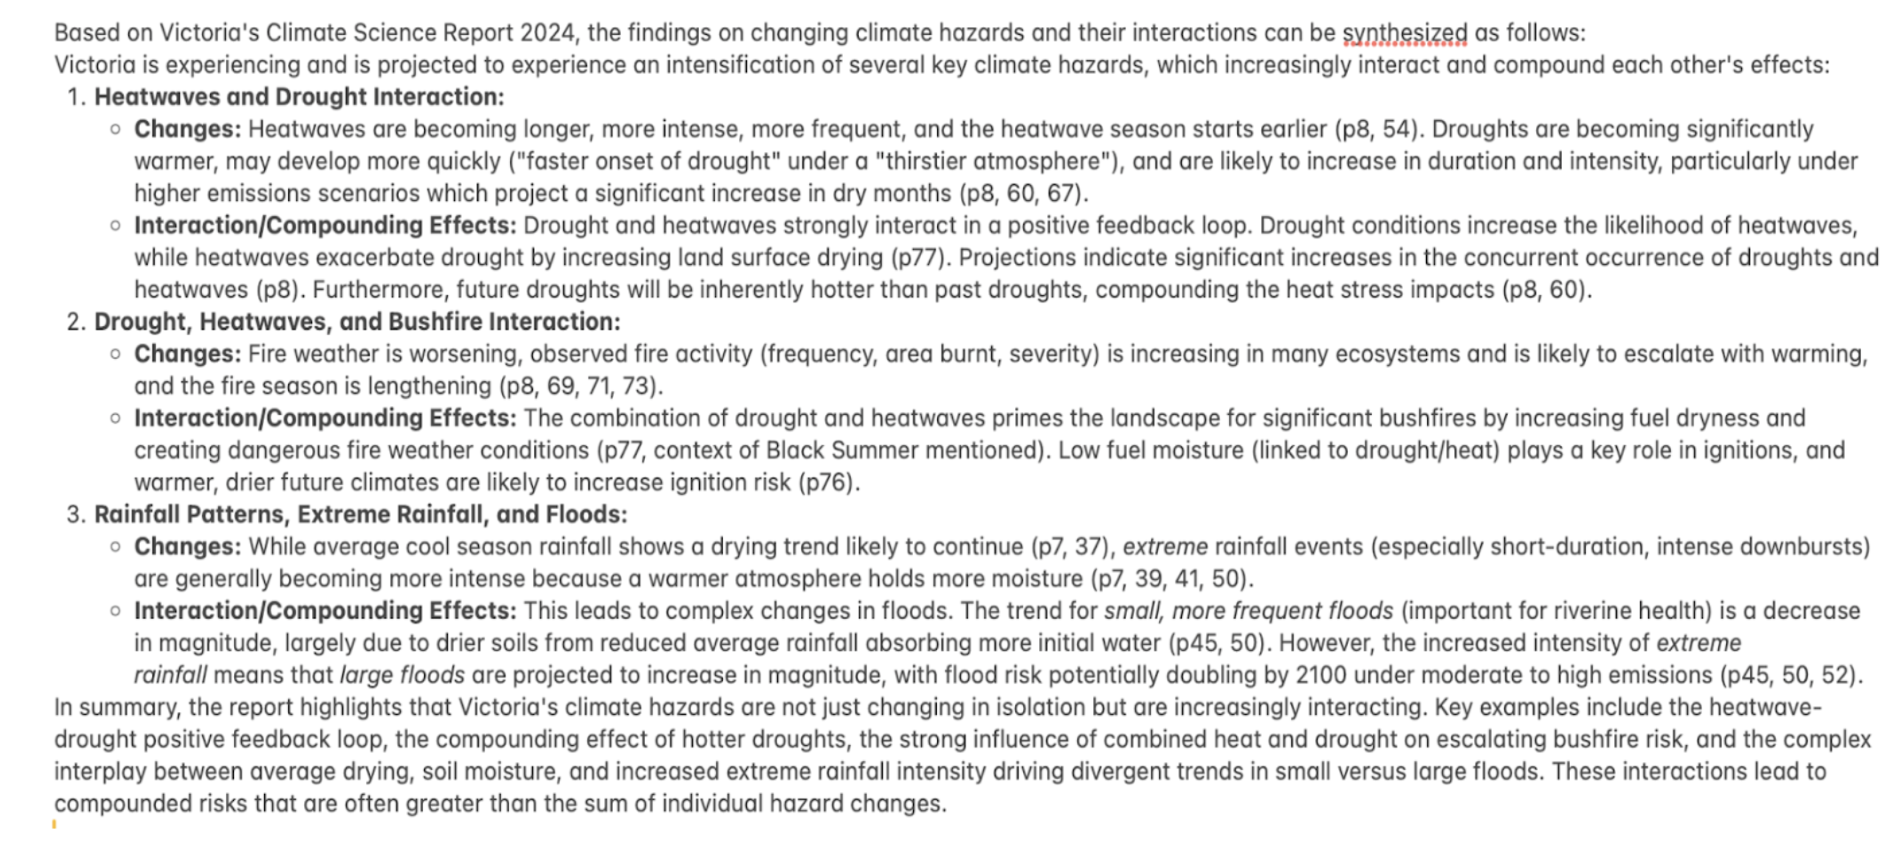 Based on Victoria's Climate Science Report 2024, the findings on changing climate hazards and their interactions can be synthesized as follows:
Victoria is experiencing and is projected to experience an intensification of several key climate hazards, which increasingly interact and compound each other's effects:
1. Heatwaves and Drought Interaction:
○ Changes: Heatwaves are becoming longer, more intense, more frequent, and the heatwave season starts earlier (p8, 54). Droughts are becoming significantly
warmer, may develop more quickly ("faster onset of drought" under a "thirstier atmosphere"), and are likely to increase in duration and intensity, particularly under
higher emissions scenarios which project a significant increase in dry months (p8, 60, 67).
○ Interaction/Compounding Effects: Drought and heatwaves strongly interact in a positive feedback loop. Drought conditions increase the likelihood of heatwaves,
while heatwaves exacerbate drought by increasing land surface drying (p77). Projections indicate significant increases in the concurrent occurrence of droughts and
heatwaves (p8). Furthermore, future droughts will be inherently hotter than past droughts, compounding the heat stress impacts (p8, 60).
2. Drought, Heatwaves, and Bushfire Interaction:
○ Changes: Fire weather is worsening, observed fire activity (frequency, area burnt, severity) is increasing in many ecosystems and is likely to escalate with warming,
and the fire season is lengthening (p8, 69, 71, 73).
○ Interaction/Compounding Effects: The combination of drought and heatwaves primes the landscape for significant bushfires by increasing fuel dryness and
creating dangerous fire weather conditions (p77, context of Black Summer mentioned). Low fuel moisture (linked to drought/heat) plays a key role in ignitions, and
warmer, drier future climates are likely to increase ignition risk (p76).
3. Rainfall Patterns, Extreme Rainfall, and Floods:
○ Changes: While average cool season rainfall shows a drying trend likely to continue (p7, 37), extreme rainfall events (especially short-duration, intense downbursts)
are generally becoming more intense because a warmer atmosphere holds more moisture (p7, 39, 41, 50).
○ Interaction/Compounding Effects: This leads to complex changes in floods. The trend for small, more frequent floods (important for riverine health) is a decrease
in magnitude, largely due to drier soils from reduced average rainfall absorbing more initial water (p45, 50). However, the increased intensity of extreme
rainfall means that large floods are projected to increase in magnitude, with flood risk potentially doubling by 2100 under moderate to high emissions (p45, 50, 52).
In summary, the report highlights that Victoria's climate hazards are not just changing in isolation but are increasingly interacting. Key examples include the heatwave-
drought positive feedback loop, the compounding effect of hotter droughts, the strong influence of combined heat and drought on escalating bushfire risk, and the complex
interplay between average drying, soil moisture, and increased extreme rainfall intensity driving divergent trends in small versus large floods. These interactions lead to
compounded risks that are often greater than the sum of individual hazard changes.